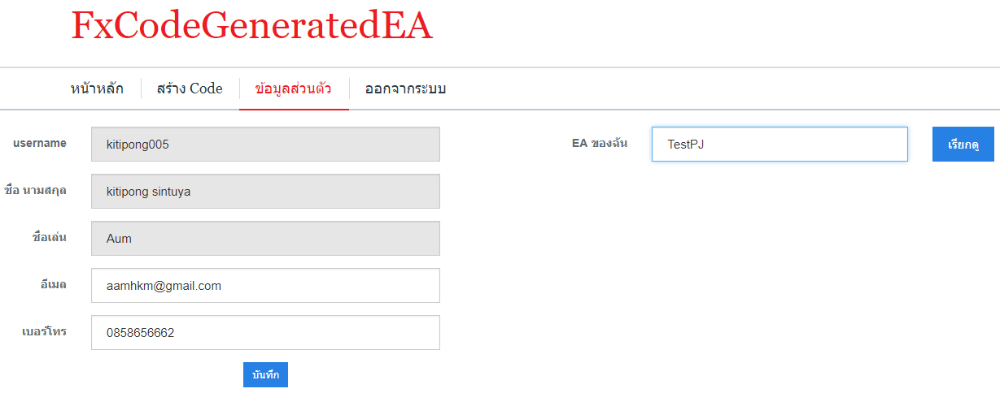 FxCodeGeneratedEA
หน้าหลัก สร้าง Code ข้อมูลส่วนตัว ออกจากระบบ
username kitipong005 EA ของฉัน TestPJ เรียกดู
ชื่อ นามสกุล kitipong sintuya
ชื่อเล่น Aum
อีเมล aamhkm@gmail.com
เบอร์โทร 0858656662
บันทึก